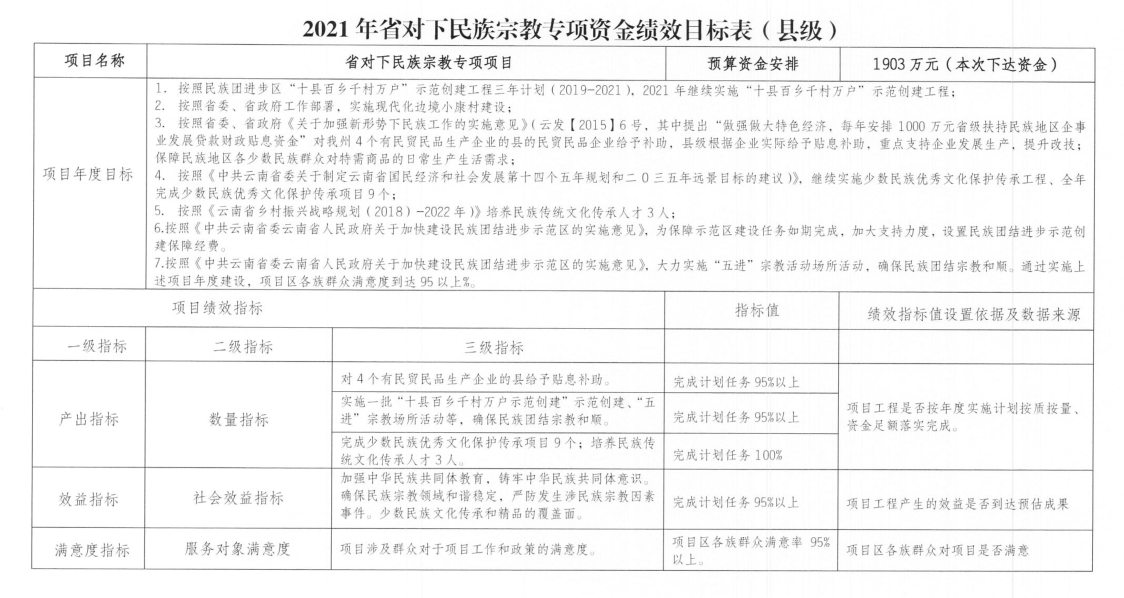 2021年省对下民族宗教专项资金绩效目标表（县级）
项目名称
省对下民族宗教专项项目
预算资金安排
1903万元（本次下达资金）
项目年度目标
1. 按照民族团进步区“十县百乡千村万户”示范创建工程三年计划（2019-2021），2021年继续实施“十县百乡千村万户”示范创建工程；
2. 按照省委、省政府工作部署，实施现代化边境小康村建设；
3. 按照省委、省政府《关于加强新形势下民族工作的实施意见》（云发【2015】6号，其中提出“做强做大特色经济，每年安排1000万元省级扶持民族地区企事
业发展贷款财政贴息资金”对我州4个有民贸民品生产企业的县的民贸民品企业给予补助，县级根据企业实际给予贴息补助，重点支持企业发展生产，提升改技；
保障民族地区各少数民族群众对特需商品的日常生产生活需求；
4. 按照《中共云南省委关于制定云南省国民经济和社会发展第十四个五年规划和二０三五年远景目标的建议)》，继续实施少数民族优秀文化保护传承工程、全年
完成少数民族优秀文化保护传承项目9个；
5. 按照《云南省乡村振兴战略规划（2018）-2022年)》培养民族传统文化传承人才3人；
6.按照《中共云南省委云南省人民政府关于加快建设民族团结进步示范区的实施意见》，为保障示范区建设任务如期完成，加大支持力度，设置民族团结进步示范创
建保障经费。
7.按照《中共云南省委云南省人民政府关于加快建设民族团结进步示范区的实施意见》，大力实施“五进”宗教活动场所活动，确保民族团结宗教和顺。通过实施上
述项目年度建设，项目区各族群众满意度到达95以上%。
项目绩效指标
指标值
绩效指标值设置依据及数据来源
一级指标
二级指标
三级指标
产出指标
数量指标
对4个有民贸民品生产企业的县给予贴息补助。
完成计划任务95%以上
实施一批“十县百乡千村万户示范创建”示范创建、“五
进”宗教场所活动等，确保民族团结宗教和顺。
完成计划任务95%以上
完成少数民族优秀文化保护传承项目9个；培养民族传
统文化传承人才3人。
完成计划任务100%
项目工程是否按年度实施计划按质按量、
资金足额落实完成。
效益指标
社会效益指标
加强中华民族共同体教育，铸牢中华民族共同体意识。
确保民族宗教领域和谐稳定，严防发生涉民族宗教因素
事件。少数民族文化传承和精品的覆盖面。
完成计划任务95%以上
项目工程产生的效益是否到达预估成果
满意度指标
服务对象满意度
项目涉及群众对于项目工作和政策的满意度。
项目区各族群众满意率 95%
以上。
项目区各族群众对项目是否满意